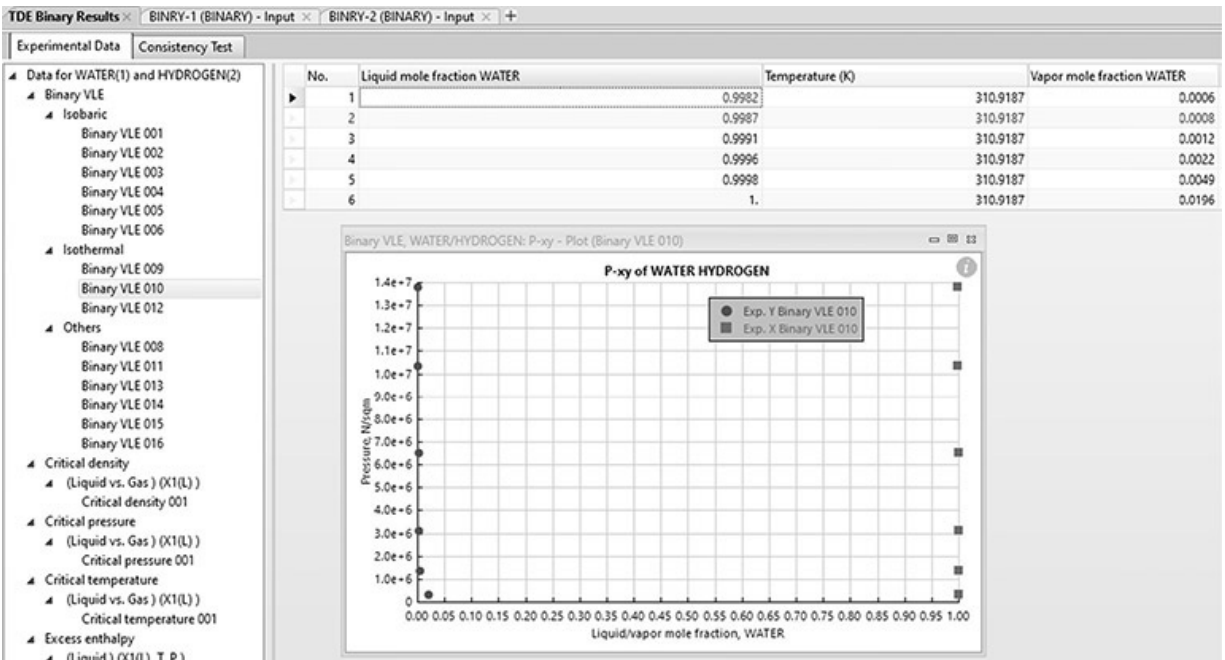 TDE Binary Results × BINRY-1 (BINARY) - Input × BINRY-2 (BINARY) - Input × +
Experimental Data Consistency Test
Data for WATER(1) and HYDROGEN(2)
Binary VLE
Isobaric
Binary VLE 001
Binary VLE 002
Binary VLE 003
Binary VLE 004
Binary VLE 005
Binary VLE 006
Isothermal
Binary VLE 009
Binary VLE 010
Binary VLE 012
Others
Binary VLE 008
Binary VLE 011
Binary VLE 013
Binary VLE 014
Binary VLE 015
Binary VLE 016
Critical density
(Liquid vs. Gas ) (X1(L) )
Critical density 001
Critical pressure
(Liquid vs. Gas ) (X1(L) )
Critical pressure 001
Critical temperature
(Liquid vs. Gas ) (X1(L) )
Critical temperature 001
Excess enthalpy
(Liquid ) (X1(L), T, P )
No. Liquid mole fraction WATER Temperature (K) Vapor mole fraction WATER
1 0.9982 310.9187 0.0006
2 0.9987 310.9187 0.0008
3 0.9991 310.9187 0.0012
4 0.9996 310.9187 0.0022
5 0.9998 310.9187 0.0049
6 1. 310.9187 0.0196
Binary VLE, WATER/HYDROGEN: P-xy - Plot (Binary VLE 010)
P-xy of WATER HYDROGEN
Exp. Y Binary VLE 010
Exp. X Binary VLE 010
Pressure, N/sqm
1.4e+7
1.3e+7
1.2e+7
1.1e+7
1.0e+7
9.0e+6
8.0e+6
7.0e+6
6.0e+6
5.0e+6
4.0e+6
3.0e+6
2.0e+6
1.0e+6
0
0.00 0.05 0.10 0.15 0.20 0.25 0.30 0.35 0.40 0.45 0.50 0.55 0.60 0.65 0.70 0.75 0.80 0.85 0.90 0.95 1.00
Liquid/vapor mole fraction, WATER